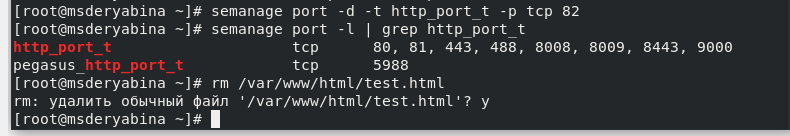 [root@msderyabina ~]# semanage port -d -t http_port_t -p tcp 82
[root@msderyabina ~]# semanage port -l | grep http_port_t
http_port_t                    tcp      80, 81, 443, 488, 8008, 8009, 8443, 9000
pegasus_http_port_t            tcp      5988
[root@msderyabina ~]# rm /var/www/html/test.html
rm: удалить обычный файл '/var/www/html/test.html'? y
[root@msderyabina ~]#